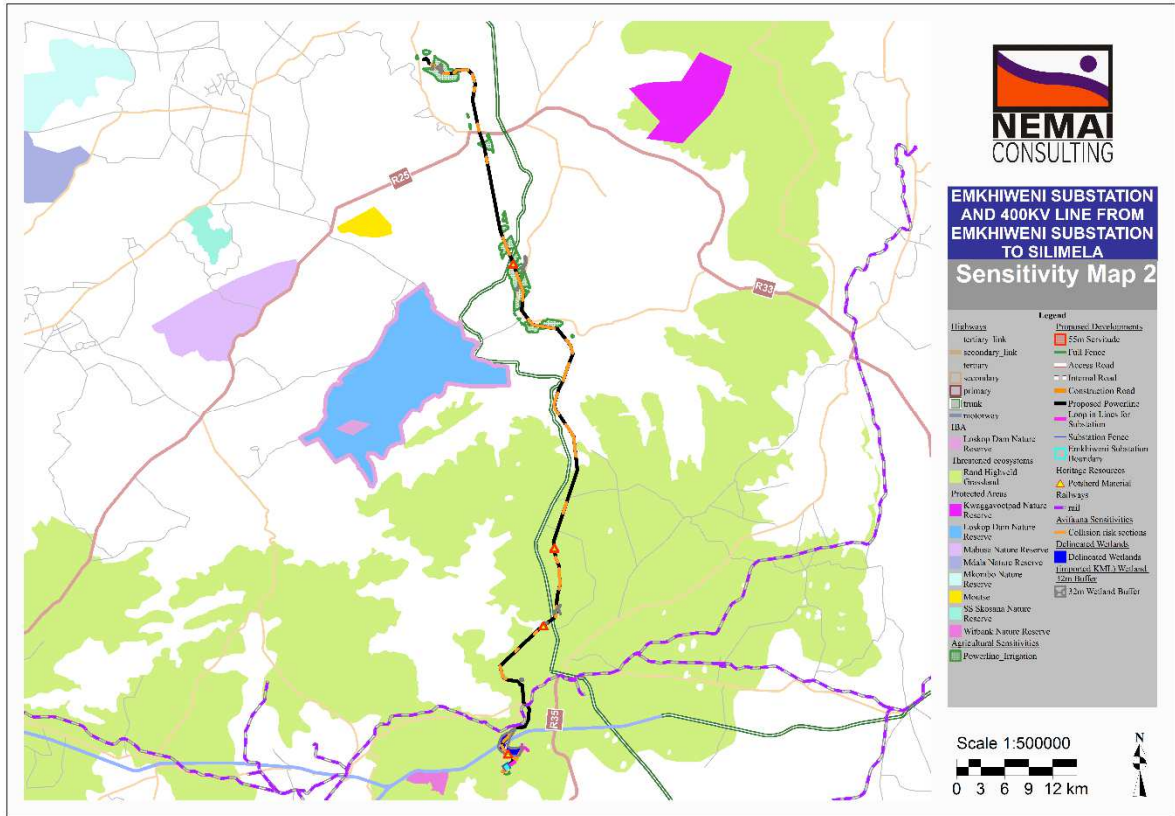 NEMAI
CONSULTING
EMKHIWENI SUBSTATION
AND 400KV LINE FROM
EMKHIWENI SUBSTATION
TO SILIMELA
Sensitivity Map 2
Legend
Highways
tertiary_link
secondary_link
tertiary
secondary
primary
trunk
motorway
IBA
Loskop Dam Nature
Reserve
Threatened ecosystems
Rand Highveld
Grassland
Protected Areas
Kwaggavoetpad Nature
Reserve
Loskop Dam Nature
Reserve
Mabusa Nature Reserve
Mdala Nature Reserve
Mkombo Nature
Reserve
Moutse
SS Skosana Nature
Reserve
Witbank Nature Reserve
Agricultural Sensitivities
Powerline_Irrigation
Proposed Developments
55m Servitude
Full Fence
Access Road
Internal Road
Construction Road
Proposed Powerline
Loop in Lines for
Substation
Substation Fence
Emkhiweni Substation
Boundary
Heritage Resources
Potsherd Material
Railways
rail
Avifauna Sensitivities
Collision risk sections
Delineated Wetlands
Delineated Wetlands
(imported KML) Wetland
32m Buffer
32m Wetland Buffer
R25
R33
R35
Scale 1:500000
0 3 6 9 12 km
N